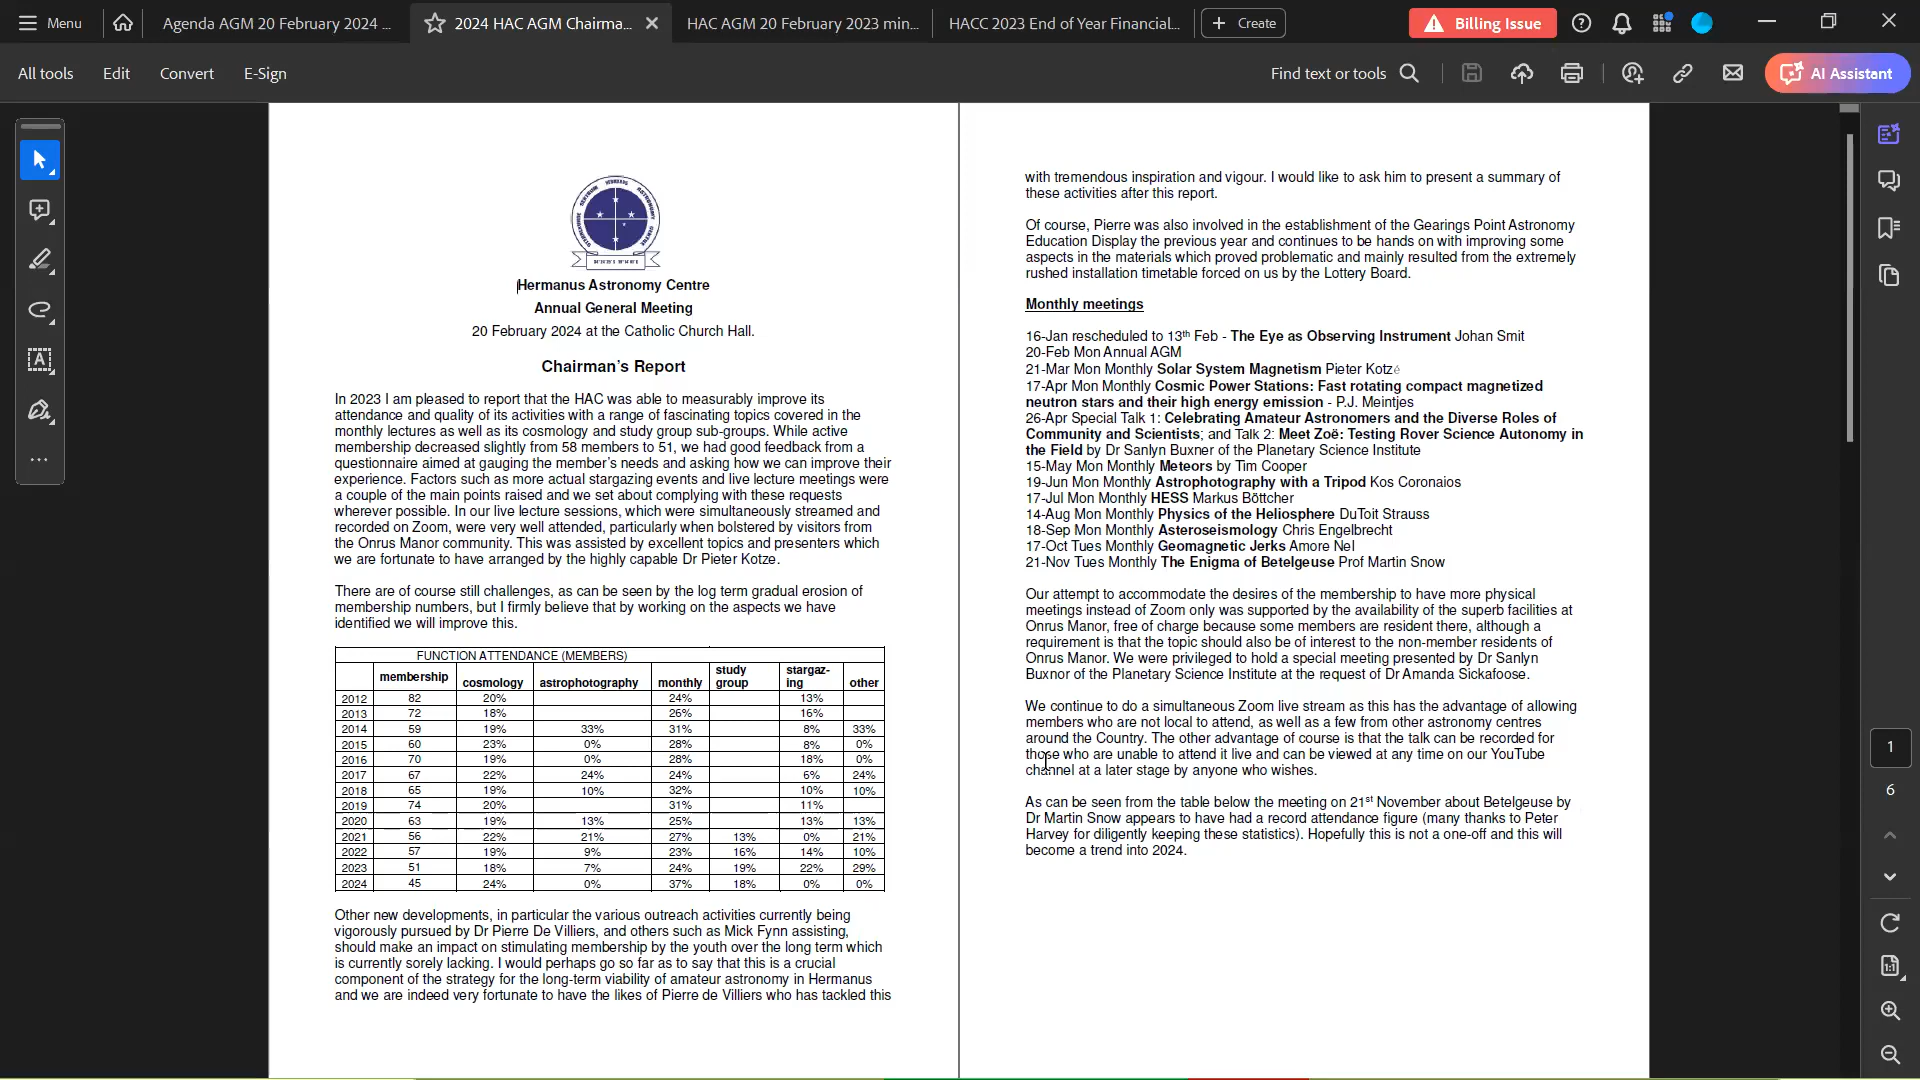 Menu
Agenda AGM 20 February 2024 ...
2024 HAC AGM Chairma...
HAC AGM 20 February 2023 min...
HACC 2023 End of Year Financial...
Create
Billing Issue
All tools
Edit
Convert
E-Sign
Find text or tools
AI Assistant
Hermanus Astronomy Centre
Annual General Meeting
20 February 2024 at the Catholic Church Hall.
Chairman's Report
In 2023 I am pleased to report that the HAC was able to measurably improve its
attendance and quality of its activities with a range of fascinating topics covered in the
monthly lectures as well as its cosmology and study group sub-groups. While active
membership decreased slightly from 58 members to 51, we had good feedback from a
questionnaire aimed at gauging the member's needs and asking how we can improve their
experience. Factors such as more actual stargazing events and live lecture meetings were
a couple of the main points raised and we set about complying with these requests
wherever possible. In our live lecture sessions, which were simultaneously streamed and
recorded on Zoom, were very well attended, particularly when bolstered by visitors from
the Onrus Manor community. This was assisted by excellent topics and presenters which
we are fortunate to have arranged by the highly capable Dr Pieter Kotze.
There are of course still challenges, as can be seen by the log term gradual erosion of
membership numbers, but I firmly believe that by working on the aspects we have
identified we will improve this.
FUNCTION ATTENDANCE (MEMBERS)
membership cosmology astrophotography monthly study group stargaz-ing other
2012 82 20% 24% 13%
2013 72 18% 26% 16%
2014 59 19% 33% 31% 8% 33%
2015 60 23% 0% 28% 8% 0%
2016 70 19% 0% 28% 18% 0%
2017 67 22% 24% 24% 6% 24%
2018 65 19% 10% 32% 10% 10%
2019 74 20% 31% 11%
2020 63 19% 13% 25% 13% 13%
2021 56 22% 21% 27% 13% 0% 21%
2022 57 19% 9% 23% 16% 14% 10%
2023 51 18% 7% 24% 19% 22% 29%
2024 45 24% 0% 37% 18% 0% 0%
Other new developments, in particular the various outreach activities currently being
vigorously pursued by Dr Pierre De Villiers, and others such as Mick Fynn assisting,
should make an impact on stimulating membership by the youth over the long term which
is currently sorely lacking. I would perhaps go so far as to say that this is a crucial
component of the strategy for the long-term viability of amateur astronomy in Hermanus
and we are indeed very fortunate to have the likes of Pierre de Villiers who has tackled this
with tremendous inspiration and vigour. I would like to ask him to present a summary of
these activities after this report.
Of course, Pierre was also involved in the establishment of the Gearings Point Astronomy
Education Display the previous year and continues to be hands on with improving some
aspects in the materials which proved problematic and mainly resulted from the extremely
rushed installation timetable forced on us by the Lottery Board.
Monthly meetings
16-Jan rescheduled to 13th Feb - The Eye as Observing Instrument Johan Smit
20-Feb Mon Annual AGM
21-Mar Mon Monthly Solar System Magnetism Pieter Kotzé
17-Apr Mon Monthly Cosmic Power Stations: Fast rotating compact magnetized
neutron stars and their high energy emission - P.J. Meintjes
26-Apr Special Talk 1: Celebrating Amateur Astronomers and the Diverse Roles of
Community and Scientists; and Talk 2: Meet Zoë: Testing Rover Science Autonomy in
the Field by Dr Sanlyn Buxner of the Planetary Science Institute
15-May Mon Monthly Meteors by Tim Cooper
19-Jun Mon Monthly Astrophotography with a Tripod Kos Coronaios
17-Jul Mon Monthly HESS Markus Böttcher
14-Aug Mon Monthly Physics of the Heliosphere DuToit Strauss
18-Sep Mon Monthly Asteroseismology Chris Engelbrecht
17-Oct Tues Monthly Geomagnetic Jerks Amore Nel
21-Nov Tues Monthly The Enigma of Betelgeuse Prof Martin Snow
Our attempt to accommodate the desires of the membership to have more physical
meetings instead of Zoom only was supported by the availability of the superb facilities at
Onrus Manor, free of charge because some members are resident there, although a
requirement is that the topic should also be of interest to the non-member residents of
Onrus Manor. We were privileged to hold a special meeting presented by Dr Sanlyn
Buxnor of the Planetary Science Institute at the request of Dr Amanda Sickafoose.
We continue to do a simultaneous Zoom live stream as this has the advantage of allowing
members who are not local to attend, as well as a few from other astronomy centres
around the Country. The other advantage of course is that the talk can be recorded for
those who are unable to attend it live and can be viewed at any time on our YouTube
channel at a later stage by anyone who wishes.
As can be seen from the table below the meeting on 21st November about Betelgeuse by
Dr Martin Snow appears to have had a record attendance figure (many thanks to Peter
Harvey for diligently keeping these statistics). Hopefully this is not a one-off and this will
become a trend into 2024.
1
6